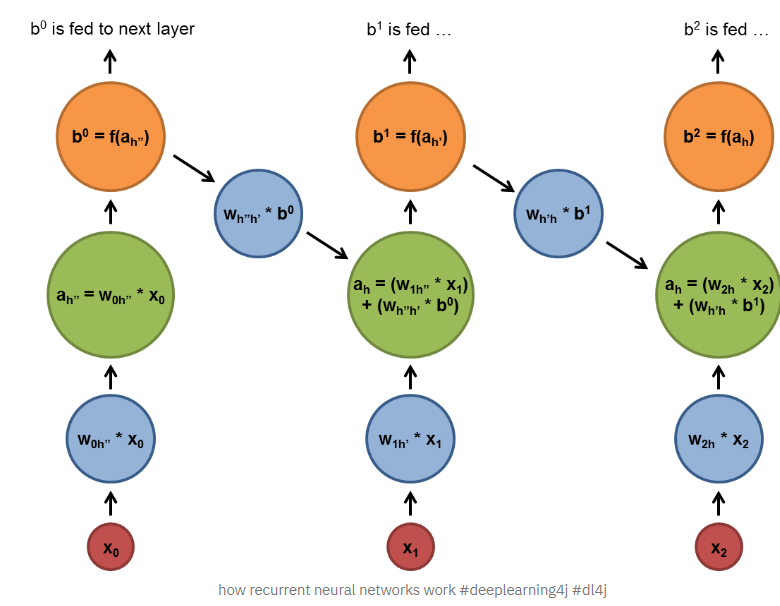 b⁰ is fed to next layer
b¹ is fed …
b² is fed …
b⁰ = f(aₕ”)
b¹ = f(aₕ’)
b² = f(aₕ)
wₕ”ₕ’ * b⁰
wₕ’ₕ * b¹
aₕ” = w₀ₕ” * x₀
aₕ = (w₁ₕ” * x₁)
+ (wₕ”ₕ’ * b⁰)
aₕ = (w₂ₕ * x₂)
+ (wₕ’ₕ * b¹)
w₀ₕ” * x₀
w₁ₕ’ * x₁
w₂ₕ * x₂
x₀
x₁
x₂
how recurrent neural networks work #deeplearning4j #dl4j